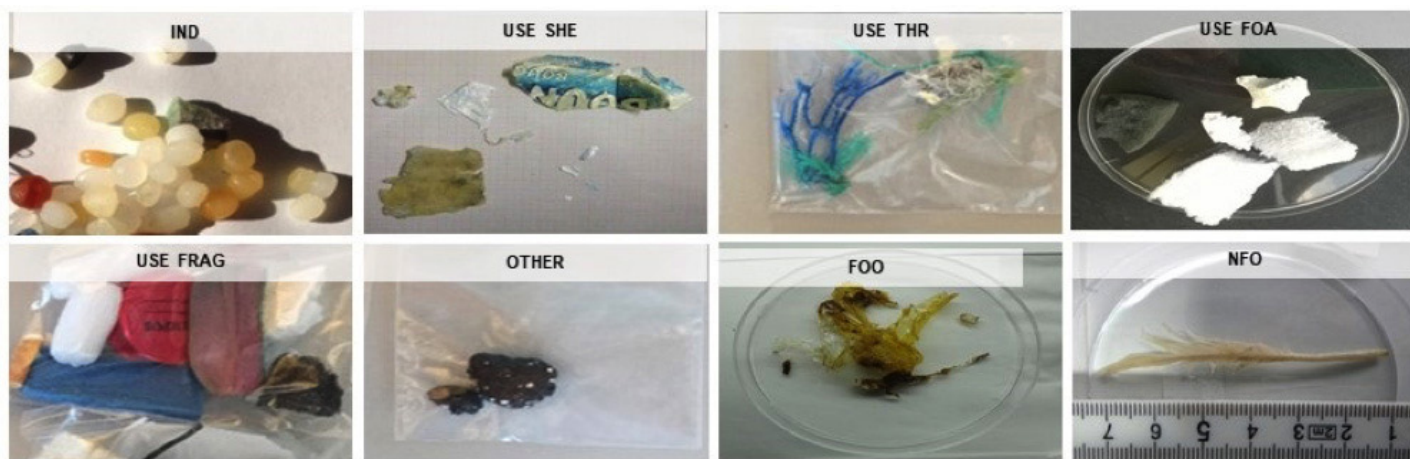 IND
USE SHE
USE THR
USE FOA
USE FRAG
OTHER
FOO
NFO
7 6 5 4 3 2m 2 1